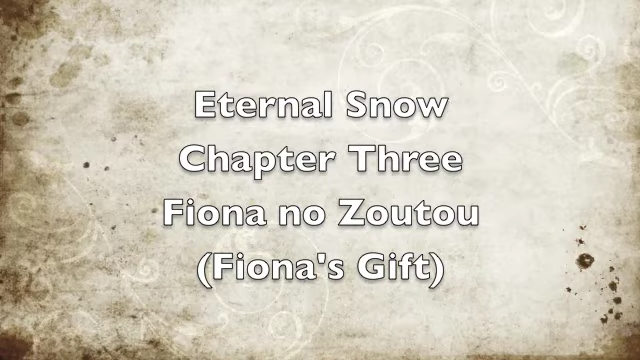 Eternal Snow
Chapter Three
Fiona no Zoutou
(Fiona's Gift)